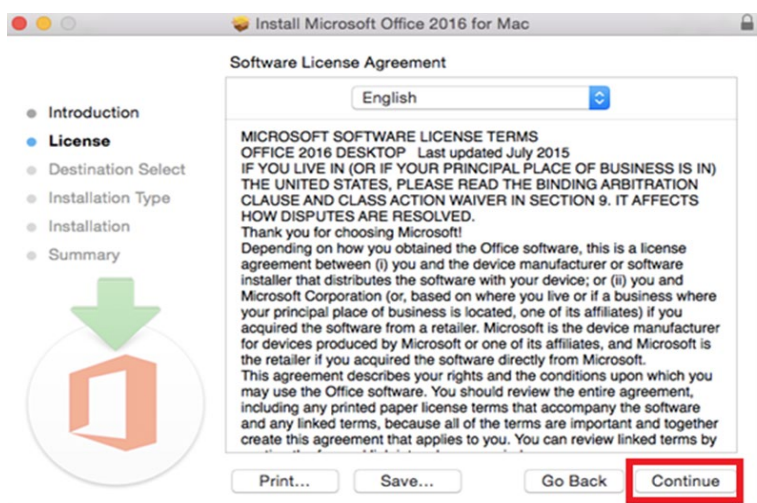 Install Microsoft Office 2016 for Mac
Software License Agreement
Introduction
License
Destination Select
Installation Type
Installation
Summary
English
MICROSOFT SOFTWARE LICENSE TERMS
OFFICE 2016 DESKTOP Last updated July 2015
IF YOU LIVE IN (OR IF YOUR PRINCIPAL PLACE OF BUSINESS IS IN)
THE UNITED STATES, PLEASE READ THE BINDING ARBITRATION
CLAUSE AND CLASS ACTION WAIVER IN SECTION 9. IT AFFECTS
HOW DISPUTES ARE RESOLVED.
Thank you for choosing Microsoft!
Depending on how you obtained the Office software, this is a license
agreement between (i) you and the device manufacturer or software
installer that distributes the software with your device; or (ii) you and
Microsoft Corporation (or, based on where you live or if a business where
your principal place of business is located, one of its affiliates) if you
acquired the software from a retailer. Microsoft is the device manufacturer
for devices produced by Microsoft or one of its affiliates, and Microsoft is
the retailer if you acquired the software directly from Microsoft.
This agreement describes your rights and the conditions upon which you
may use the Office software. You should review the entire agreement,
including any printed paper license terms that accompany the software
and any linked terms, because all of the terms are important and together
create this agreement that applies to you. You can review linked terms by
Print...
Save...
Go Back
Continue